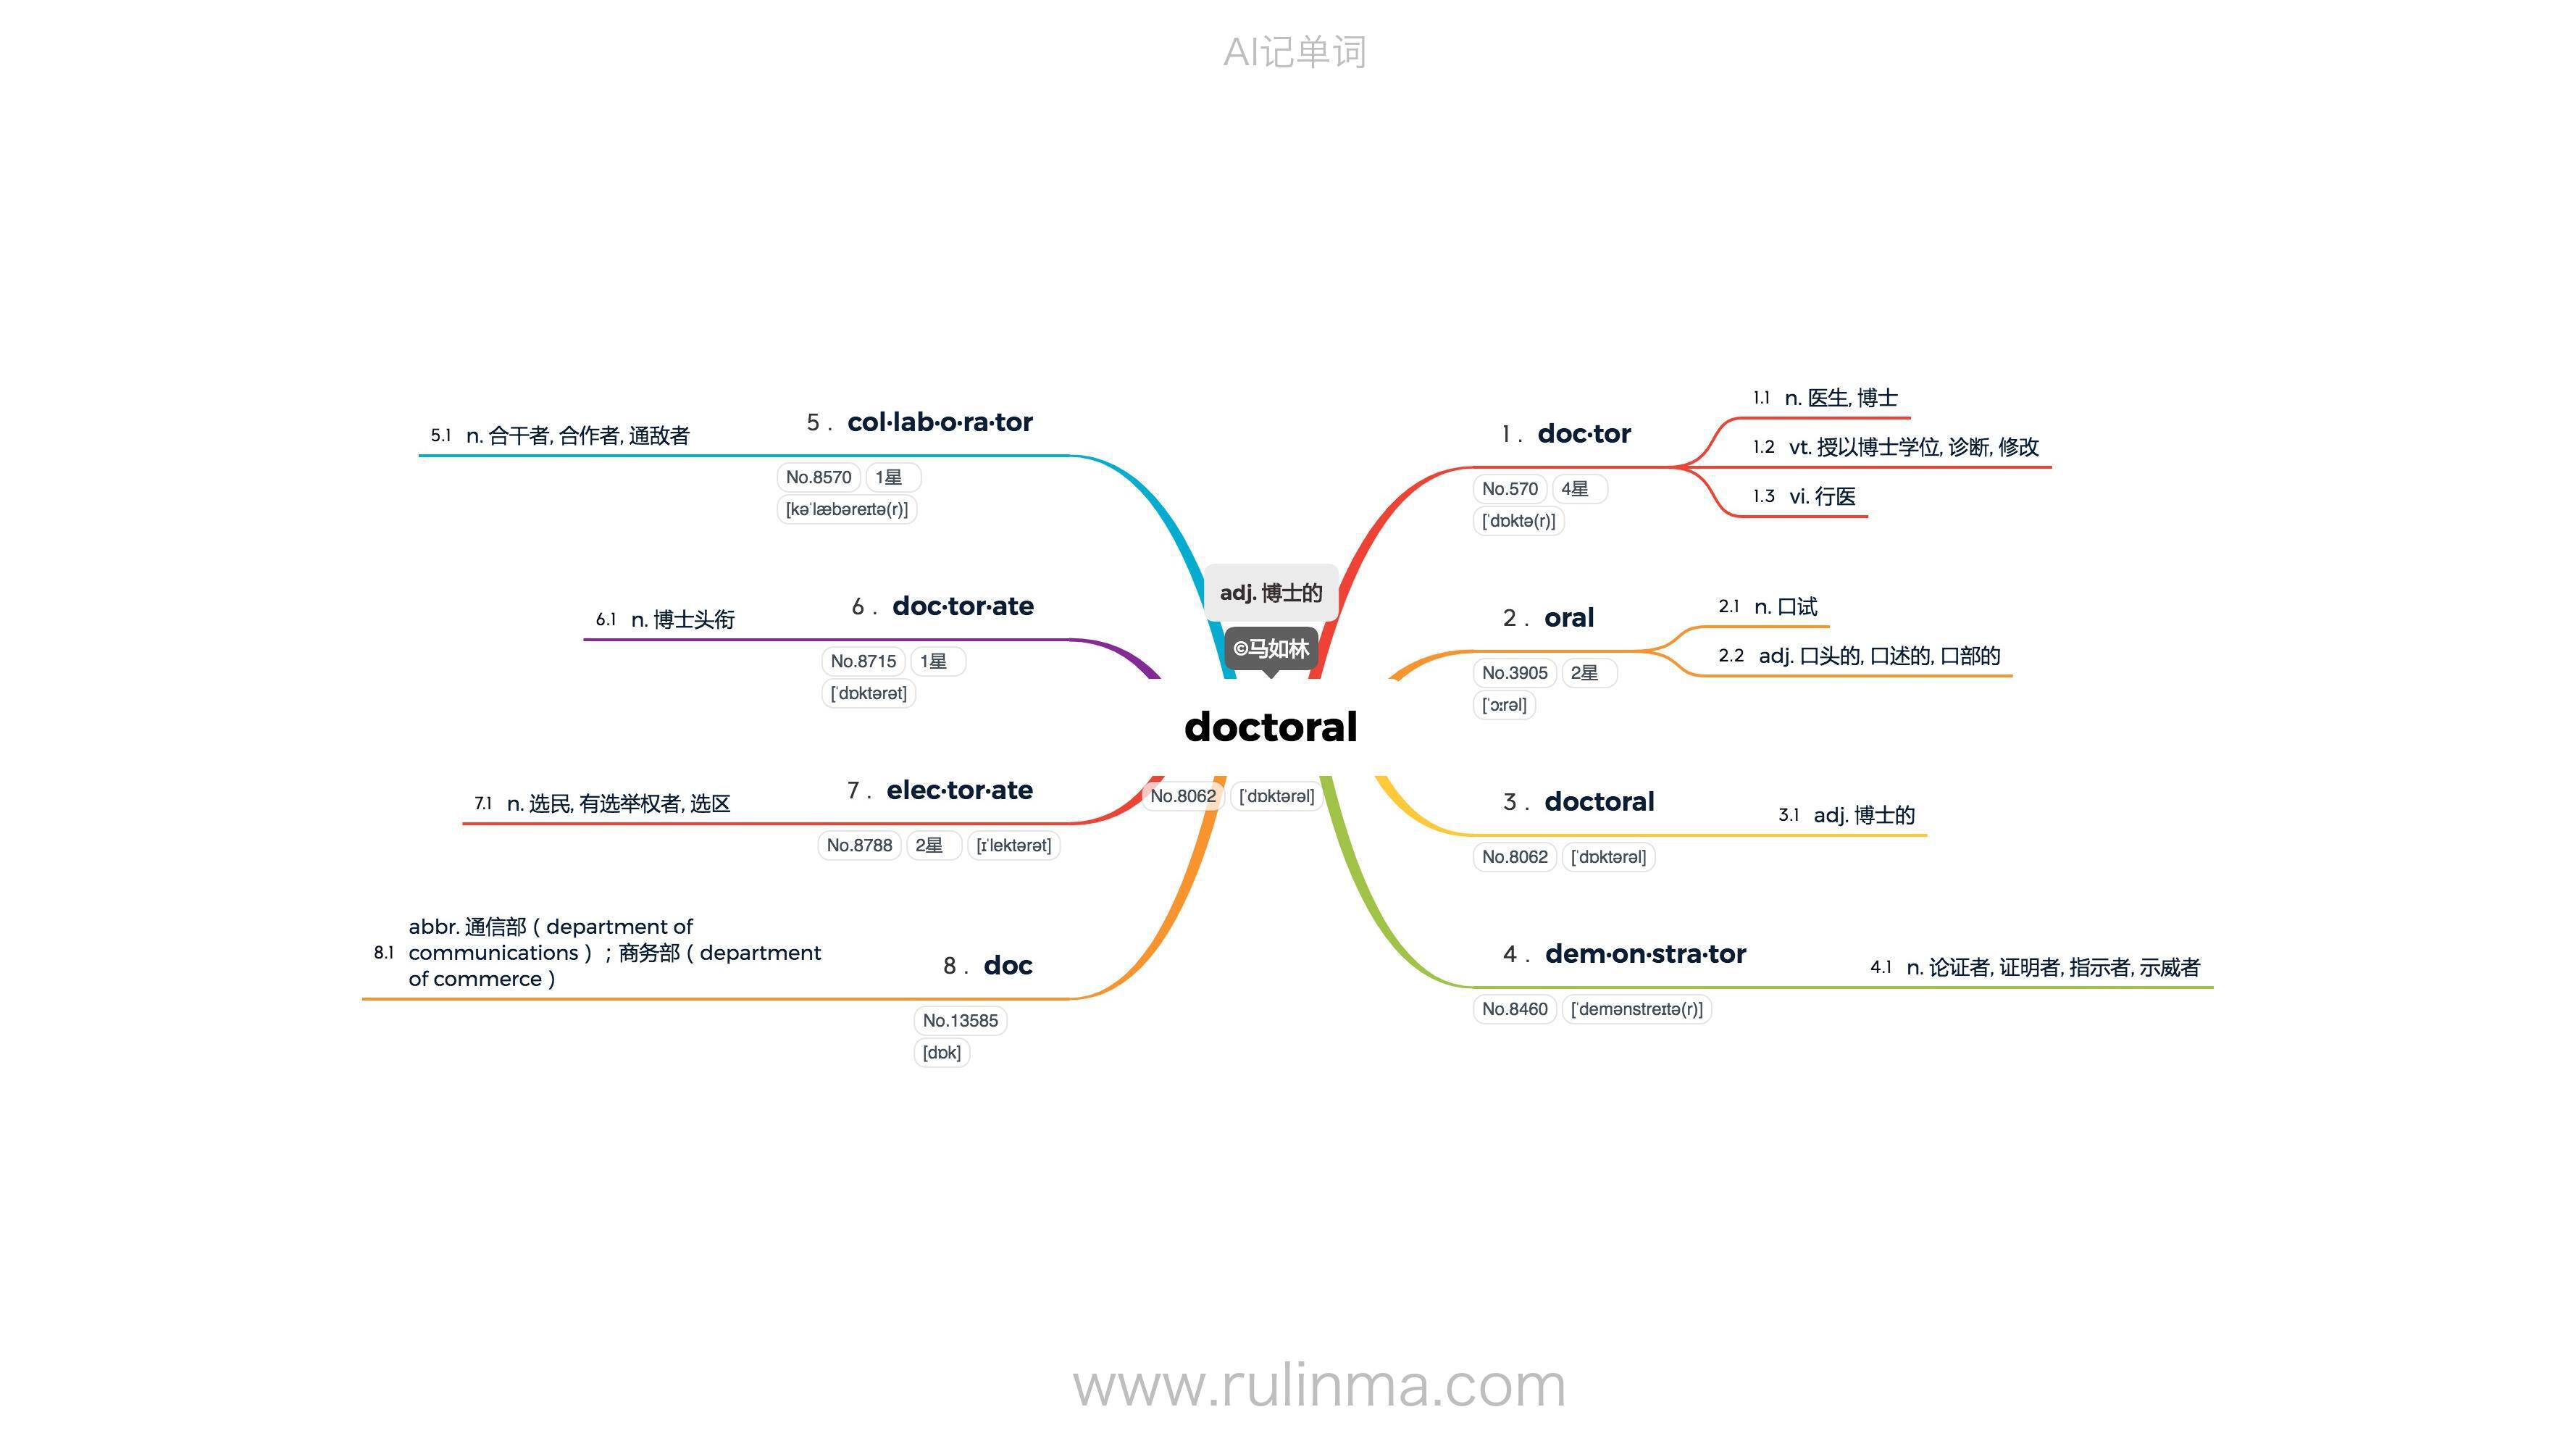 AI记单词
adj. 博士的
©马如林
doctoral
No.8062 [ˈdɒktərəl]
1 . doc·tor
No.570 4星
[ˈdɒktə(r)]
1.1 n. 医生, 博士
1.2 vt. 授以博士学位, 诊断, 修改
1.3 vi. 行医
2 . oral
No.3905 2星
[ˈɔːrəl]
2.1 n. 口试
2.2 adj. 口头的, 口述的, 口部的
3 . doctoral
No.8062 [ˈdɒktərəl]
3.1 adj. 博士的
4 . dem·on·stra·tor
No.8460 [ˈdemənstreɪtə(r)]
4.1 n. 论证者, 证明者, 指示者, 示威者
5 . col·lab·o·ra·tor
No.8570 1星
[kəˈlæbəreɪtə(r)]
5.1 n. 合干者, 合作者, 通敌者
6 . doc·tor·ate
No.8715 1星
[ˈdɒktərət]
6.1 n. 博士头衔
7 . elec·tor·ate
No.8788 2星 [ɪˈlektərət]
7.1 n. 选民, 有选举权者, 选区
8 . doc
No.13585
[dɒk]
8.1 abbr. 通信部（department of
communications）；商务部（department
of commerce）
www.rulinma.com